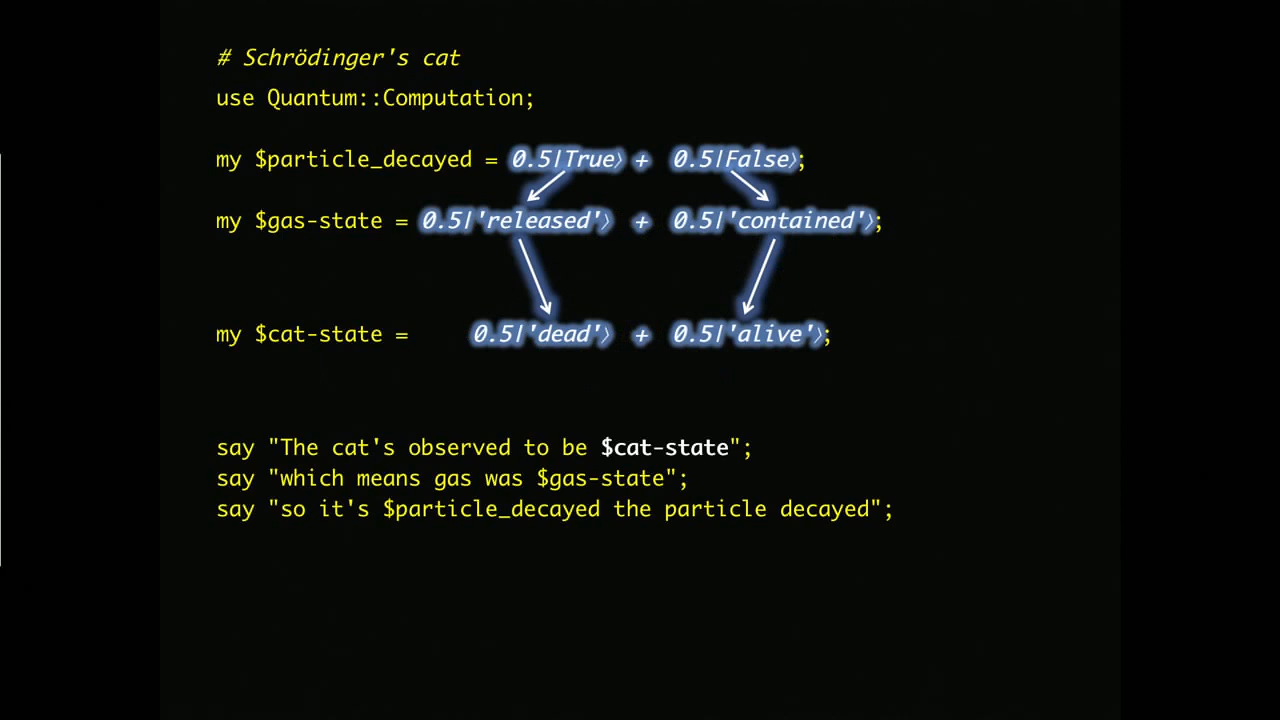 # Schrödinger's cat
use Quantum::Computation;
my $particle_decayed = 0.5|True⟩ + 0.5|False⟩;
my $gas-state = 0.5|'released'⟩ + 0.5|'contained'⟩;
my $cat-state = 0.5|'dead'⟩ + 0.5|'alive'⟩;
say "The cat's observed to be $cat-state";
say "which means gas was $gas-state";
say "so it's $particle_decayed the particle decayed";